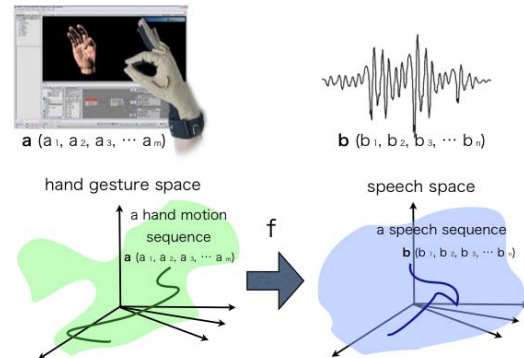 a (a₁, a₂, a₃, … aₘ)
b (b₁, b₂, b₃, … bₙ)
hand gesture space
speech space
a hand motion
sequence
a (a₁, a₂, a₃, … aₘ)
f
a speech sequence
b (b₁, b₂, b₃, … bₙ)